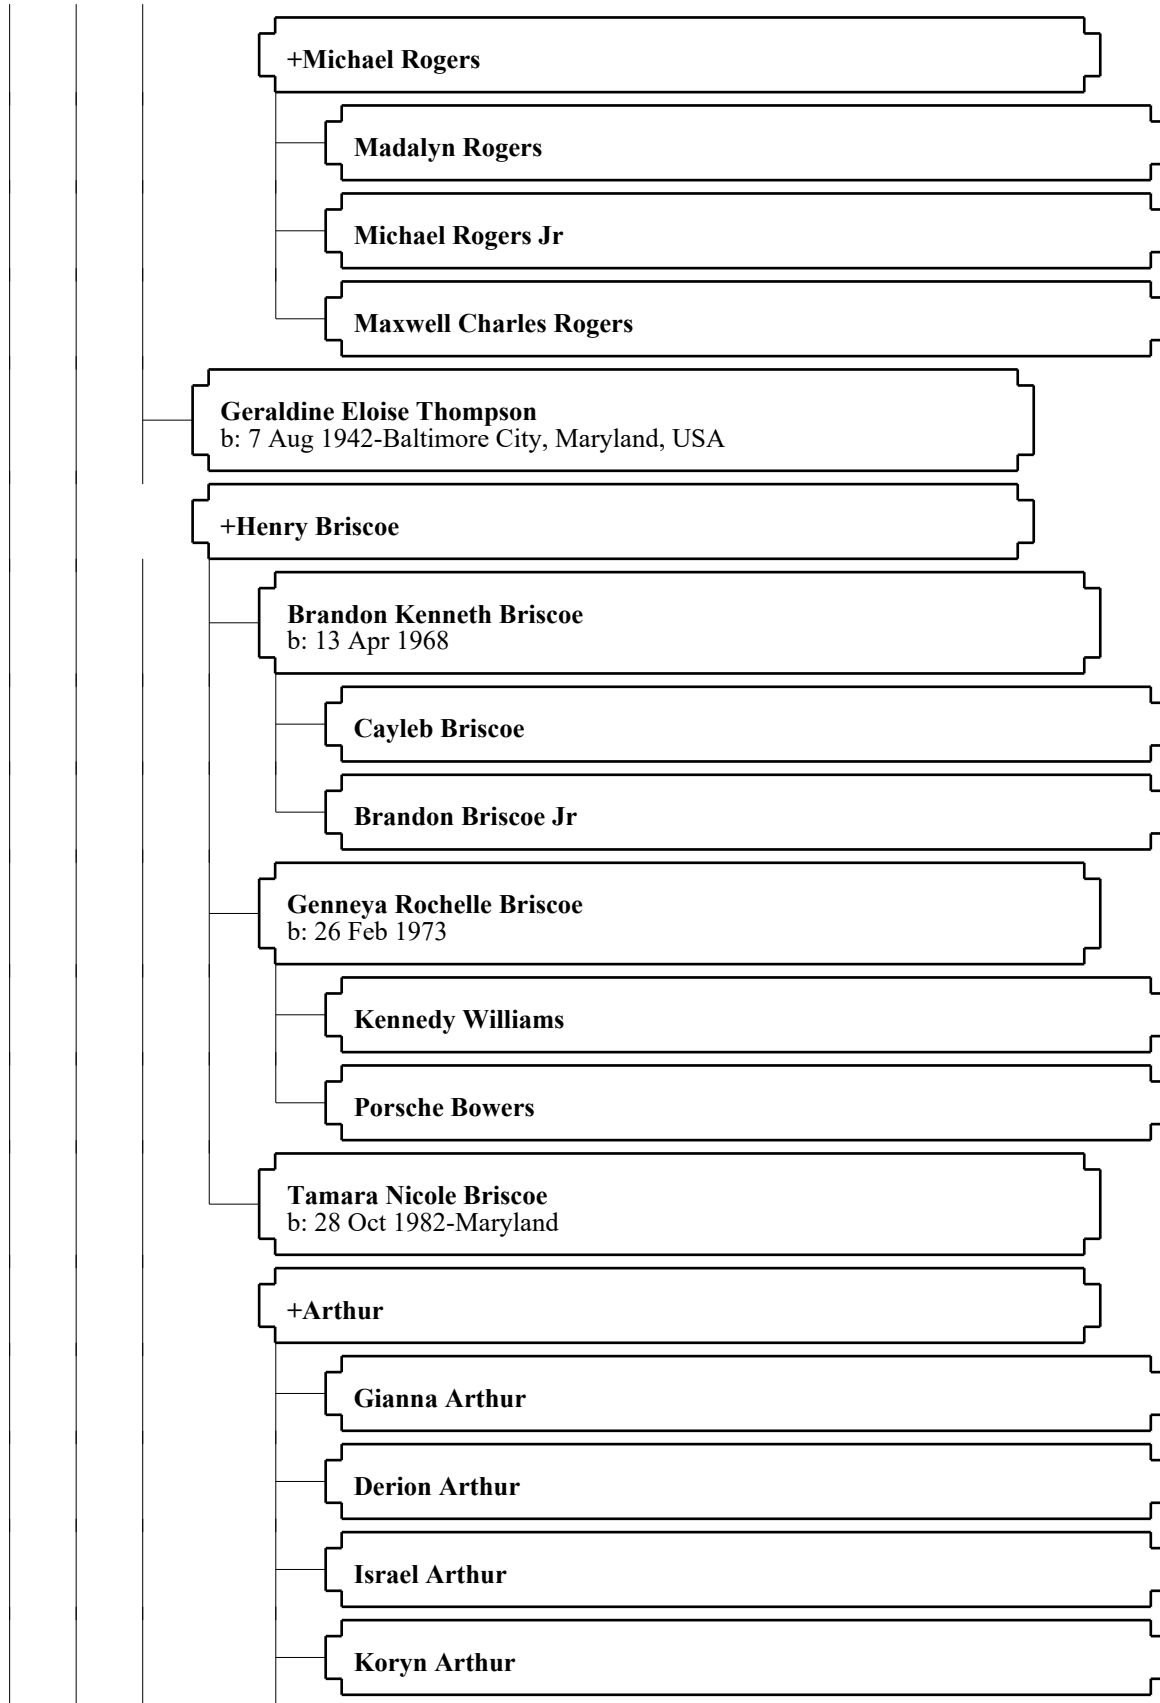 +Michael Rogers
Madalyn Rogers
Michael Rogers Jr
Maxwell Charles Rogers
Geraldine Eloise Thompson
b: 7 Aug 1942-Baltimore City, Maryland, USA
+Henry Briscoe
Brandon Kenneth Briscoe
b: 13 Apr 1968
Cayleb Briscoe
Brandon Briscoe Jr
Genneya Rochelle Briscoe
b: 26 Feb 1973
Kennedy Williams
Porsche Bowers
Tamara Nicole Briscoe
b: 28 Oct 1982-Maryland
+Arthur
Gianna Arthur
Derion Arthur
Israel Arthur
Koryn Arthur